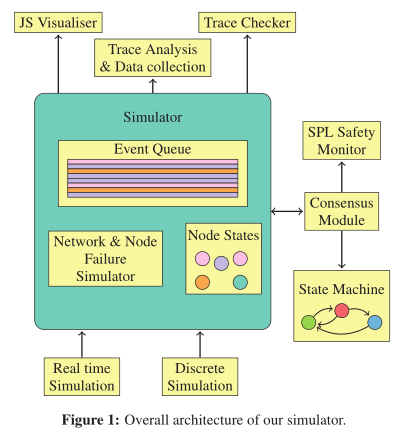 JS Visualiser
Trace Checker
Trace Analysis
& Data collection
Simulator
Event Queue
SPL Safety
Monitor
Consensus
Module
Network & Node
Failure
Simulator
Node States
State Machine
Real time
Simulation
Discrete
Simulation
Figure 1: Overall architecture of our simulator.